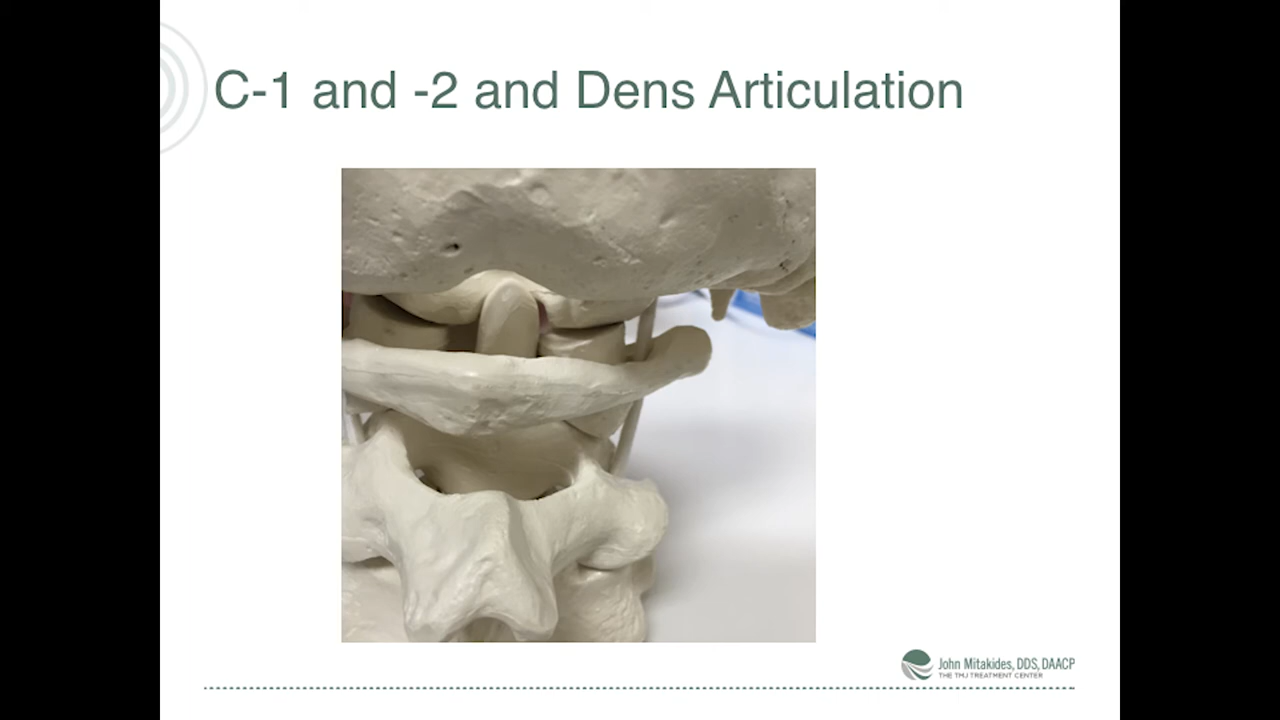 C-1 and -2 and Dens Articulation
John Mitakides, DDS, DAACP
THE TMJ TREATMENT CENTER